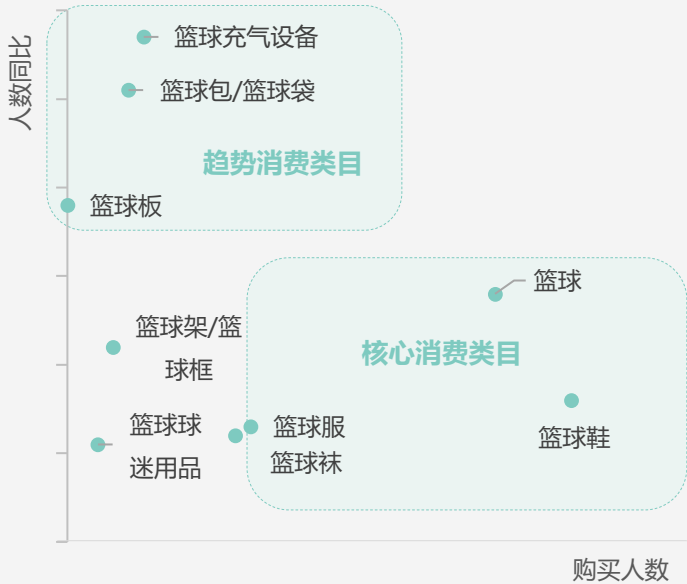 人数同比
篮球充气设备
篮球包/篮球袋
趋势消费类目
篮球板
篮球
篮球架/篮
球框
核心消费类目
篮球球
迷用品
篮球服
篮球袜
篮球鞋
购买人数